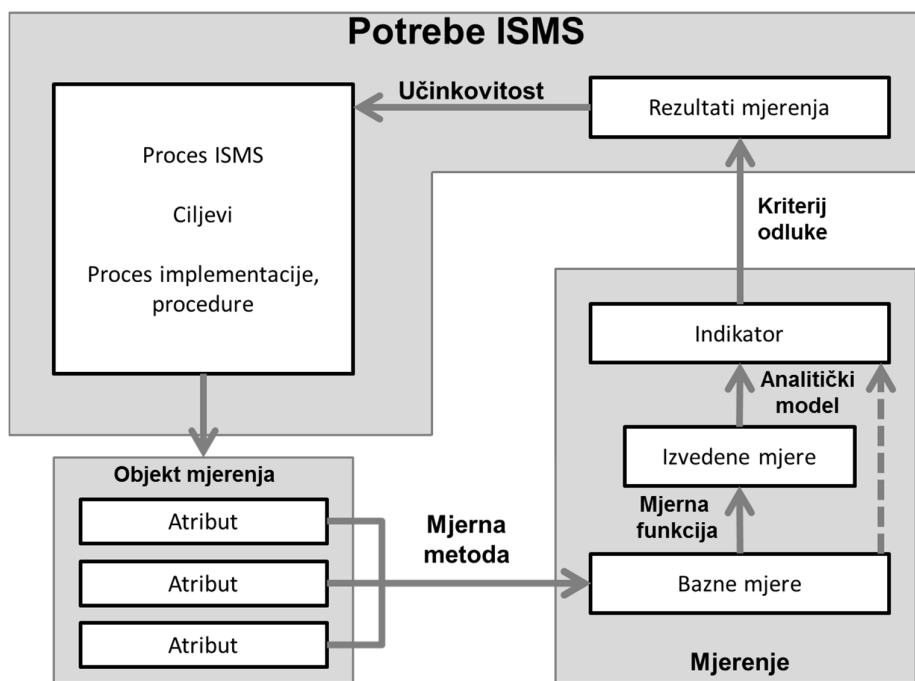 Potrebe ISMS
Učinkovitost
Rezultati mjerenja
Proces ISMS
Ciljevi
Proces implementacije,
procedure
Kriterij
odluke
Indikator
Analitički
model
Izvedene mjere
Mjerna
funkcija
Bazne mjere
Mjerenje
Objekt mjerenja
Atribut
Atribut
Atribut
Mjerna
metoda